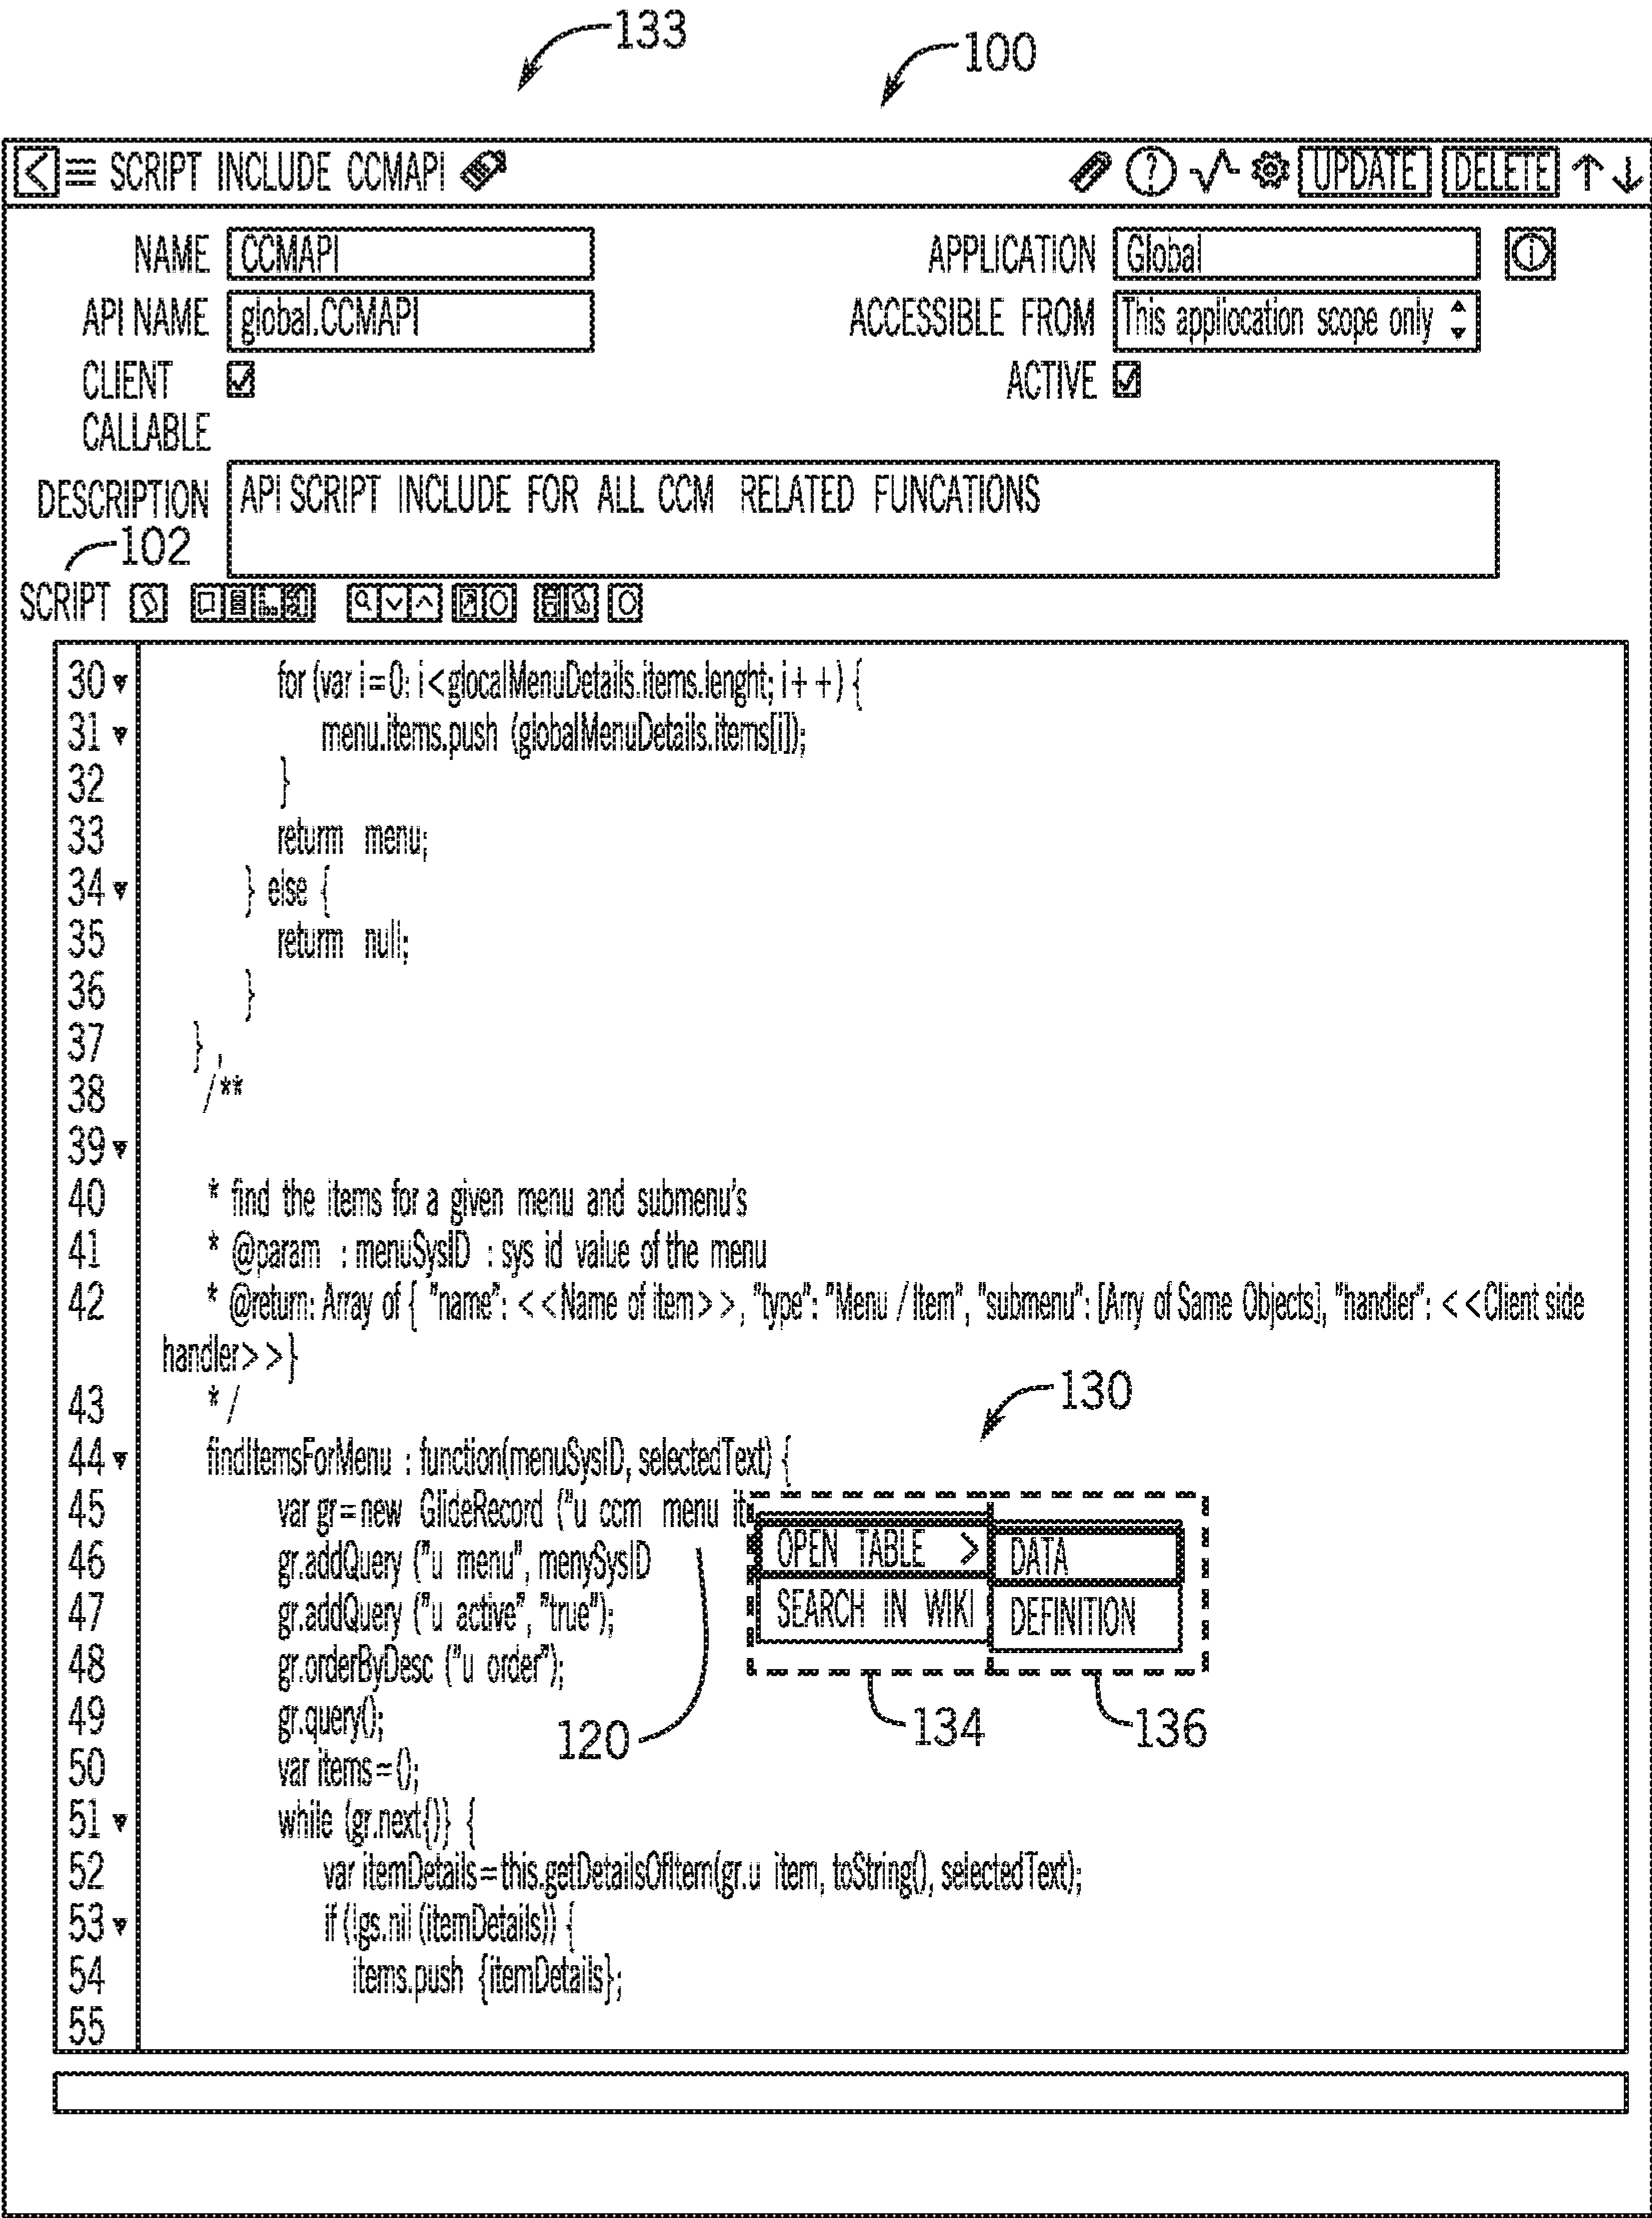 133
100
SCRIPT INCLUDE CCMAPI ? UPDATE DELETE
NAME CCMAPI APPLICATION Global i
API NAME global.CCMAPI ACCESSIBLE FROM This appliocation scope only
CLIENT ACTIVE
CALLABLE
DESCRIPTION API SCRIPT INCLUDE FOR ALL CCM RELATED FUNCATIONS
102
SCRIPT
30 for (var i=0: i<glocalMenuDetails.items.lenght; i++) {
31 menu.items.push (globalMenuDetails.items[i]);
32 }
33 returm menu;
34 } else {
35 returm null;
36 }
37 } ,
38 /**
39
40 * find the items for a given menu and submenu's
41 * @param : menuSysID : sys id value of the menu
42 * @return: Array of { "name": <<Name of item>>, "type": "Menu / Item", "submenu": [Arry of Same Objects], "handler": <<Client side
handler>>}
43 * /
130
44 findItemsForMenu : function(menuSysID, selectedText) {
45 var gr=new GlideRecord ("u ccm menu it
OPEN TABLE > DATA
46 gr.addQuery ("u menu", menySysID
47 gr.addQuery ("u active", "true");
SEARCH IN WIKI DEFINITION
48 gr.orderByDesc ("u order");
49 gr.query();
120 134 136
50 var items=();
51 while (gr.next()} {
52 var itemDetails=this.getDetailsOfItem(gr.u item, toString(), selectedText);
53 if (!gs.nil (itemDetails)) {
54 items.push {itemDetails};
55